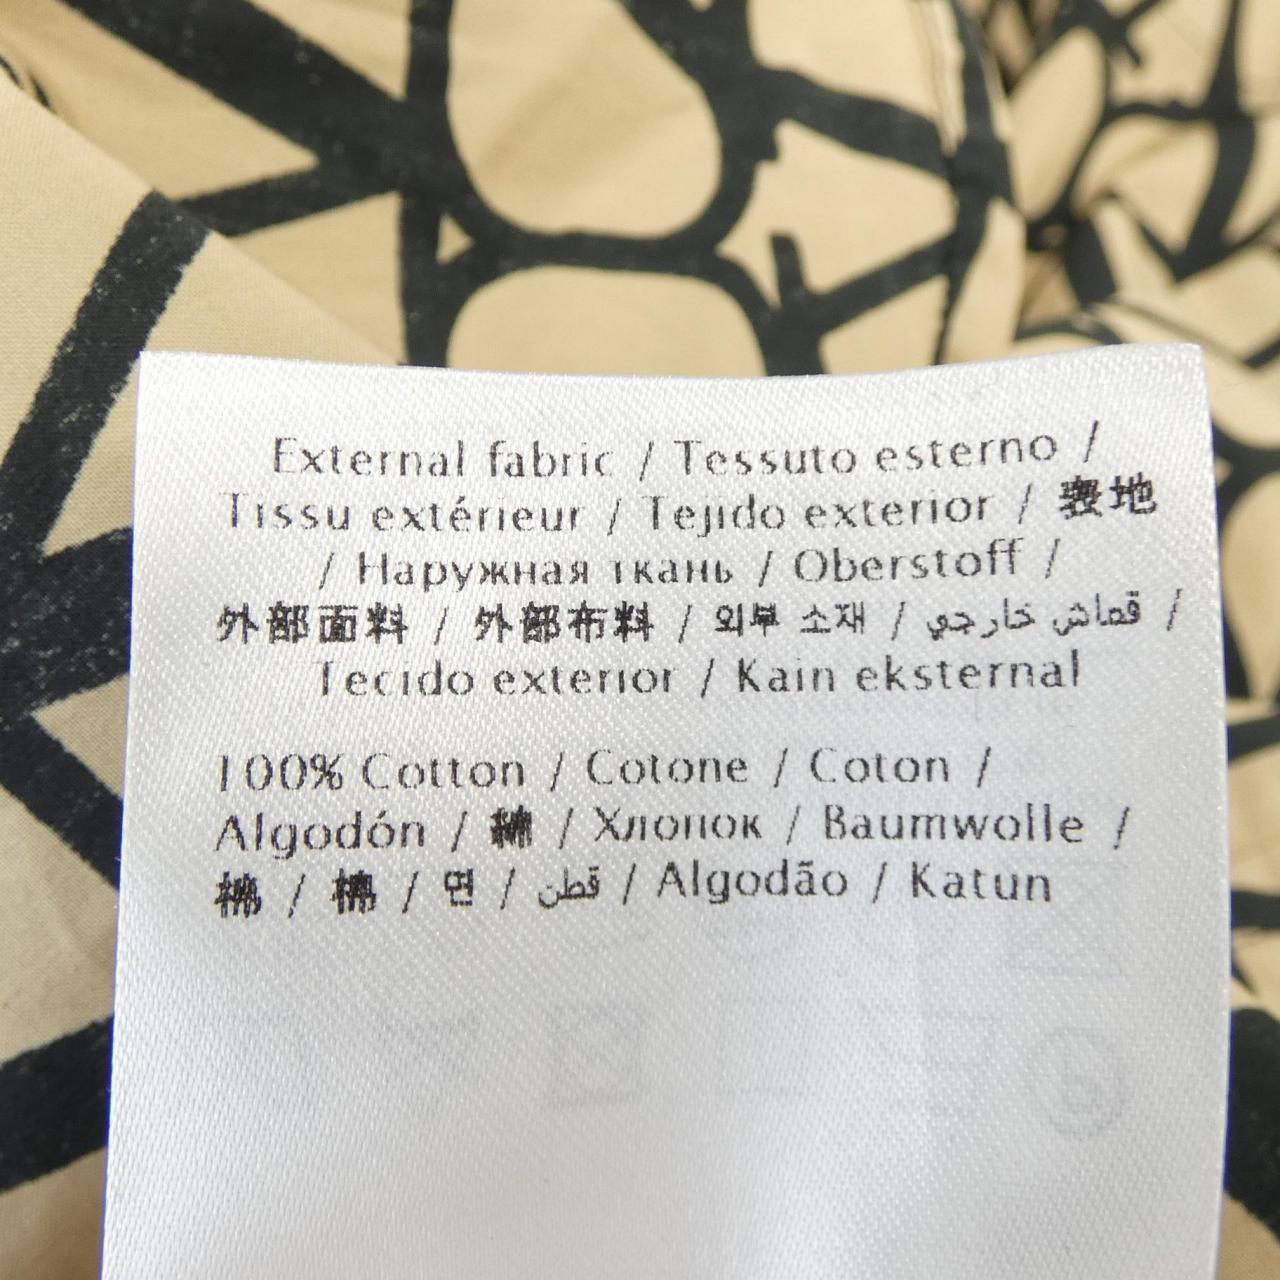 External fabric / Tessuto esterno /
Tissu extérieur / Tejido exterior / 表地
/ Наружная ткань / Oberstoff /
外部面料 / 外部布料 / 외부 소재 / قماش خارجي /
Tecido exterior / Kain eksternal
100% Cotton / Cotone / Coton /
Algodón / 綿 / Хлопок / Baumwolle /
棉 / 棉 / 면 / قطن / Algodão / Katun